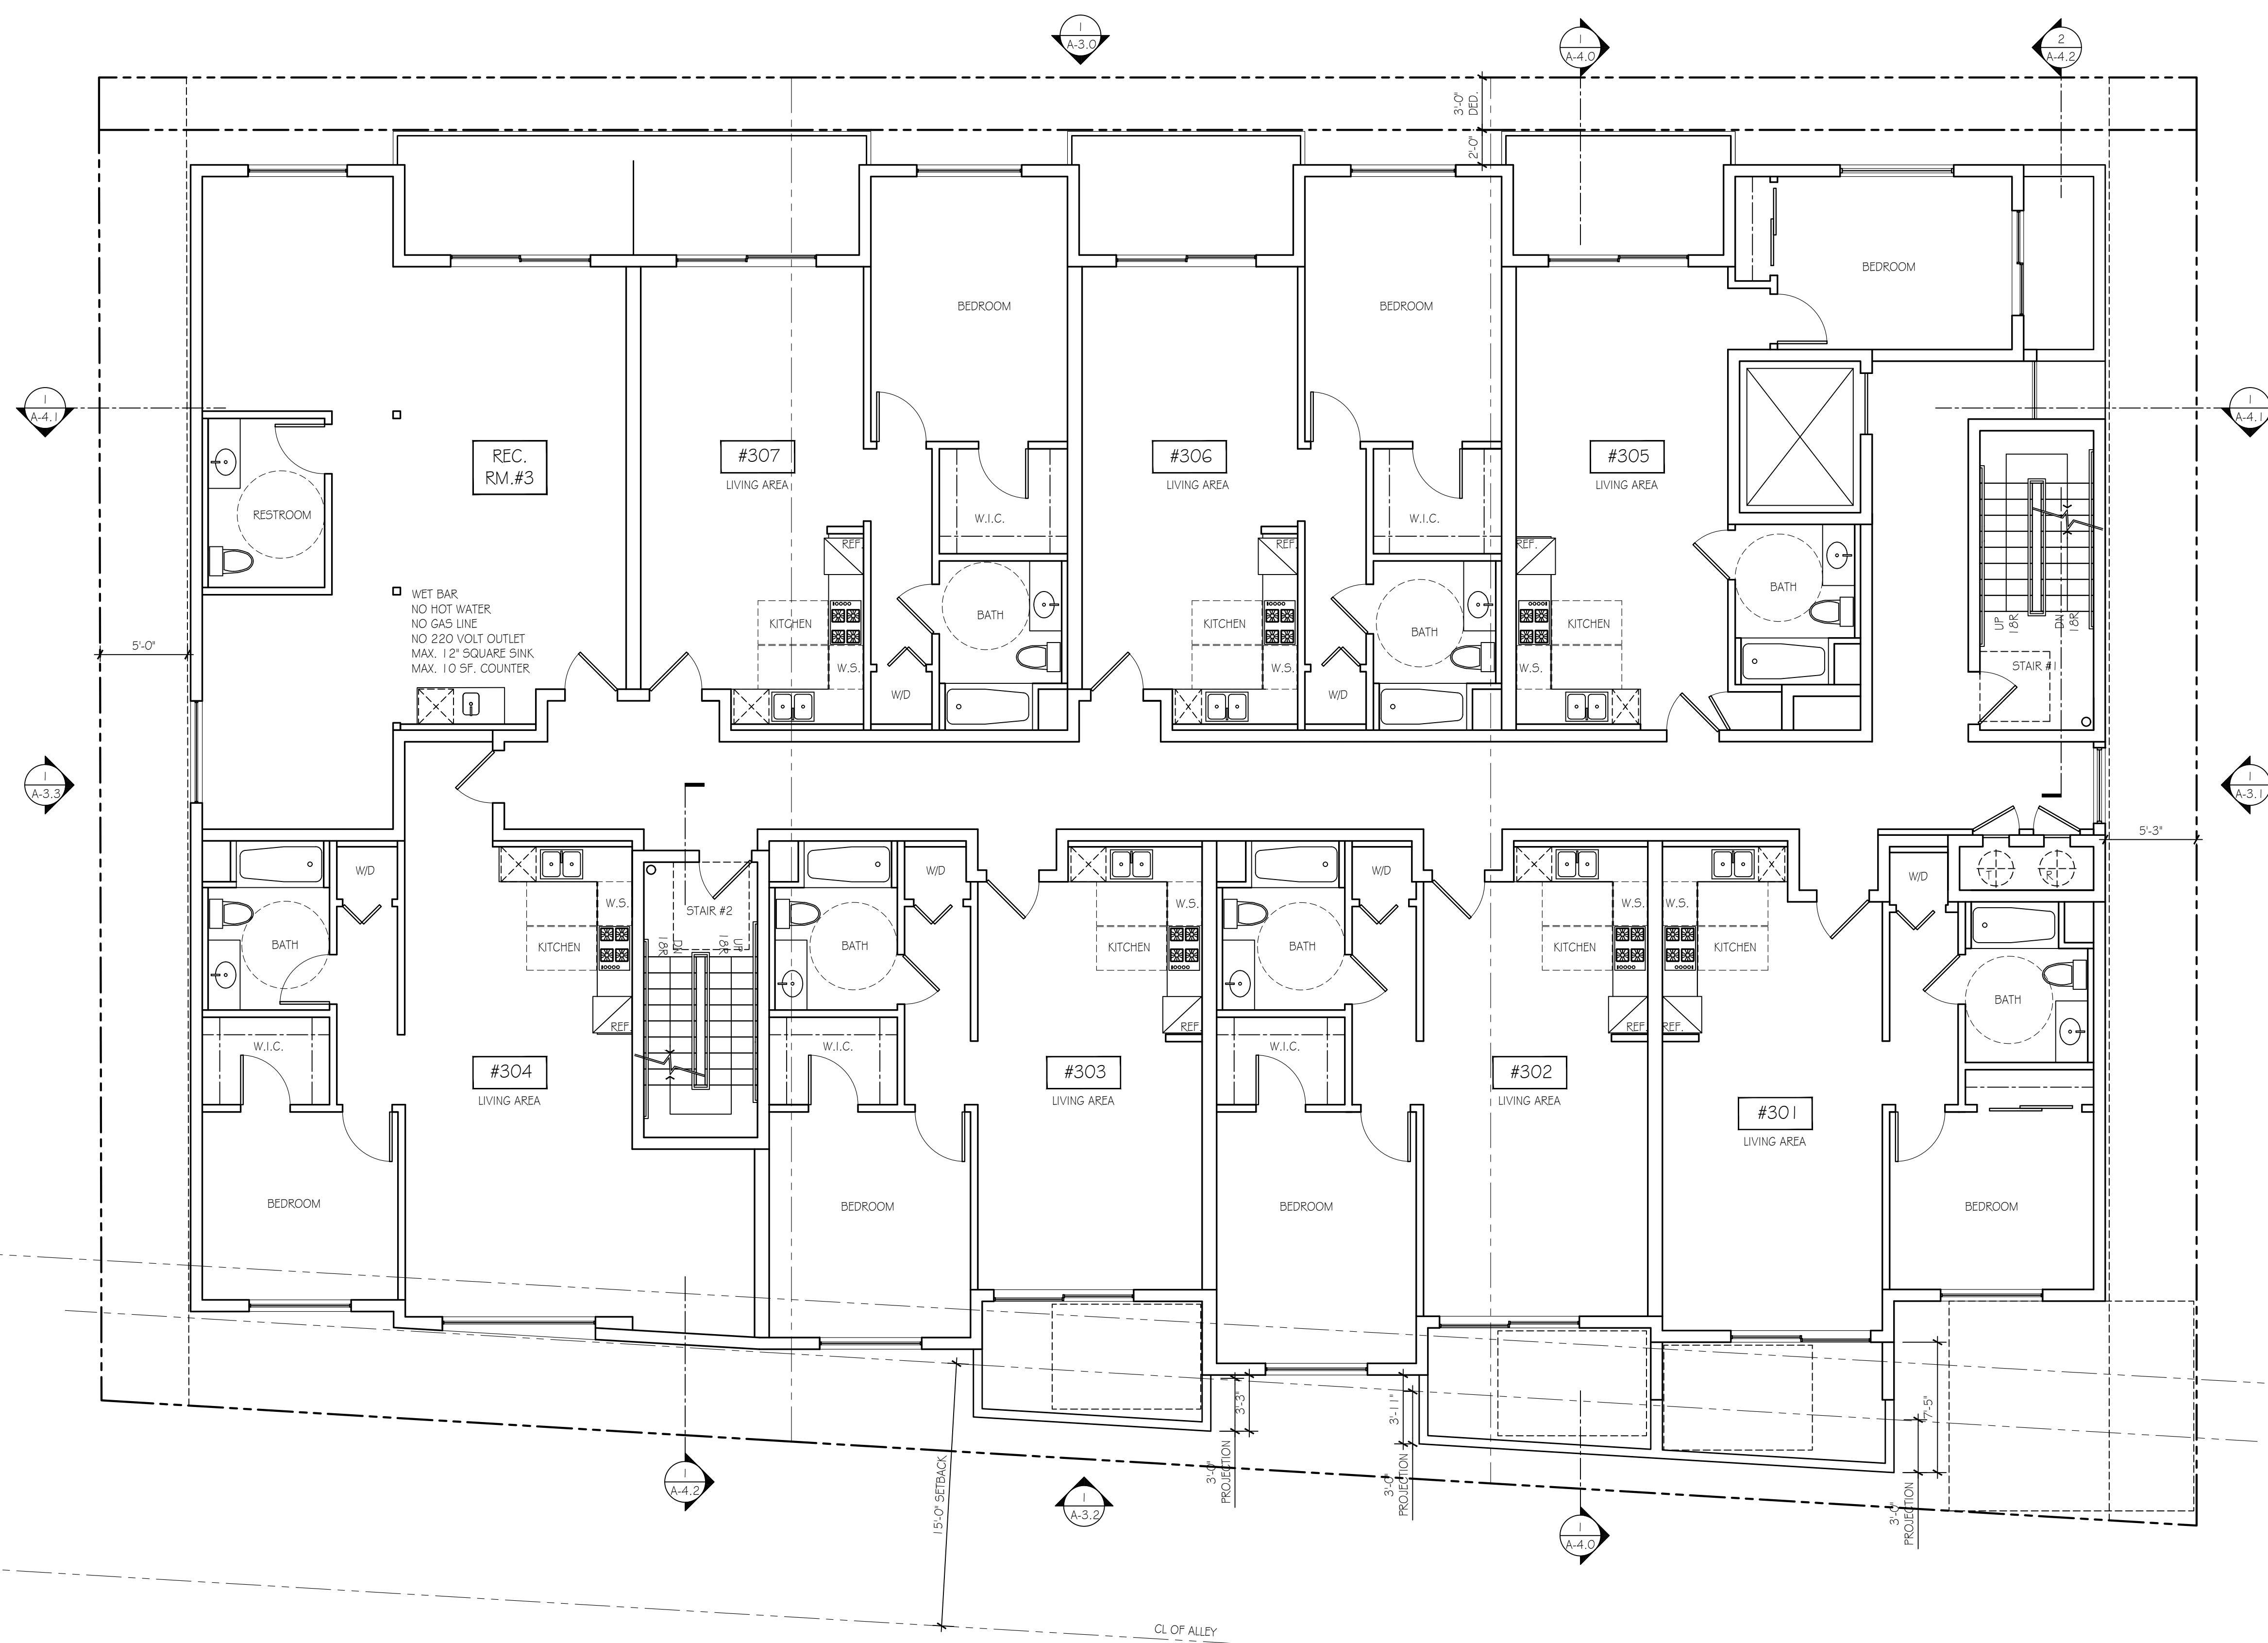 1
A-3.0
1
A-4.0
2
A-4.2
3'-0"
DED.
2'-0"
BEDROOM
BEDROOM
BEDROOM
1
A-4.1
1
A-4.1
REC.
RM.#3
#307
LIVING AREA
#306
LIVING AREA
#305
LIVING AREA
RESTROOM
W.I.C.
W.I.C.
REF.
REF.
REF.
WET BAR
NO HOT WATER
NO GAS LINE
NO 220 VOLT OUTLET
MAX. 12" SQUARE SINK
MAX. 10 SF. COUNTER
KITCHEN
BATH
KITCHEN
BATH
KITCHEN
BATH
UP
18R
DN
18R
5'-0"
W.S.
W/D
W.S.
W/D
W.S.
STAIR #1
1
A-3.3
1
A-3.1
5'-3"
W/D
STAIR #2
W/D
W/D
W/D
T
R
W.S.
W.S.
W.S.
W.S.
BATH
KITCHEN
DN
18R
UP
18R
BATH
KITCHEN
BATH
KITCHEN
KITCHEN
BATH
REF.
REF.
REF.
REF.
W.I.C.
W.I.C.
W.I.C.
#304
LIVING AREA
#303
LIVING AREA
#302
LIVING AREA
#301
LIVING AREA
BEDROOM
BEDROOM
BEDROOM
BEDROOM
3'-3"
3'-11"
7'-5"
3'-0"
PROJECTION
3'-0"
PROJECTION
3'-0"
PROJECTION
15'-0" SETBACK
1
A-4.2
1
A-3.2
1
A-4.0
CL OF ALLEY